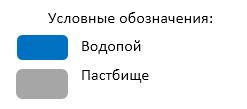 Условные обозначения:
Водопой
Пастбище